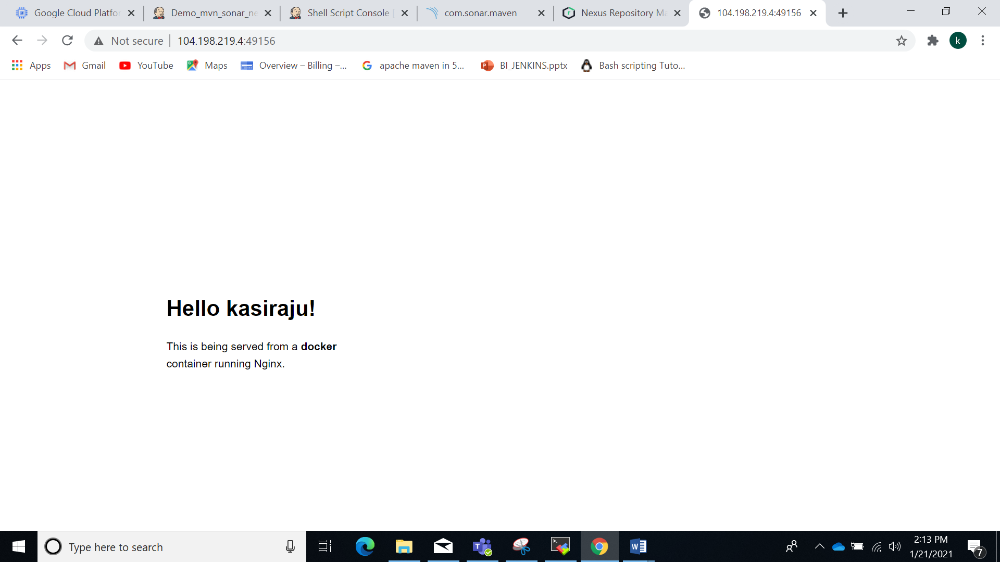 Google Cloud Platfor
Demo_mvn_sonar_ne
Shell Script Console
com.sonar.maven
Nexus Repository Ma
104.198.219.4:49156
Not secure
104.198.219.4:49156
k
Apps
Gmail
YouTube
Maps
Overview – Billing –...
apache maven in 5...
BI_JENKINS.pptx
Bash scripting Tuto...
Hello kasiraju!
This is being served from a docker
container running Nginx.
Type here to search
2:13 PM
1/21/2021
7